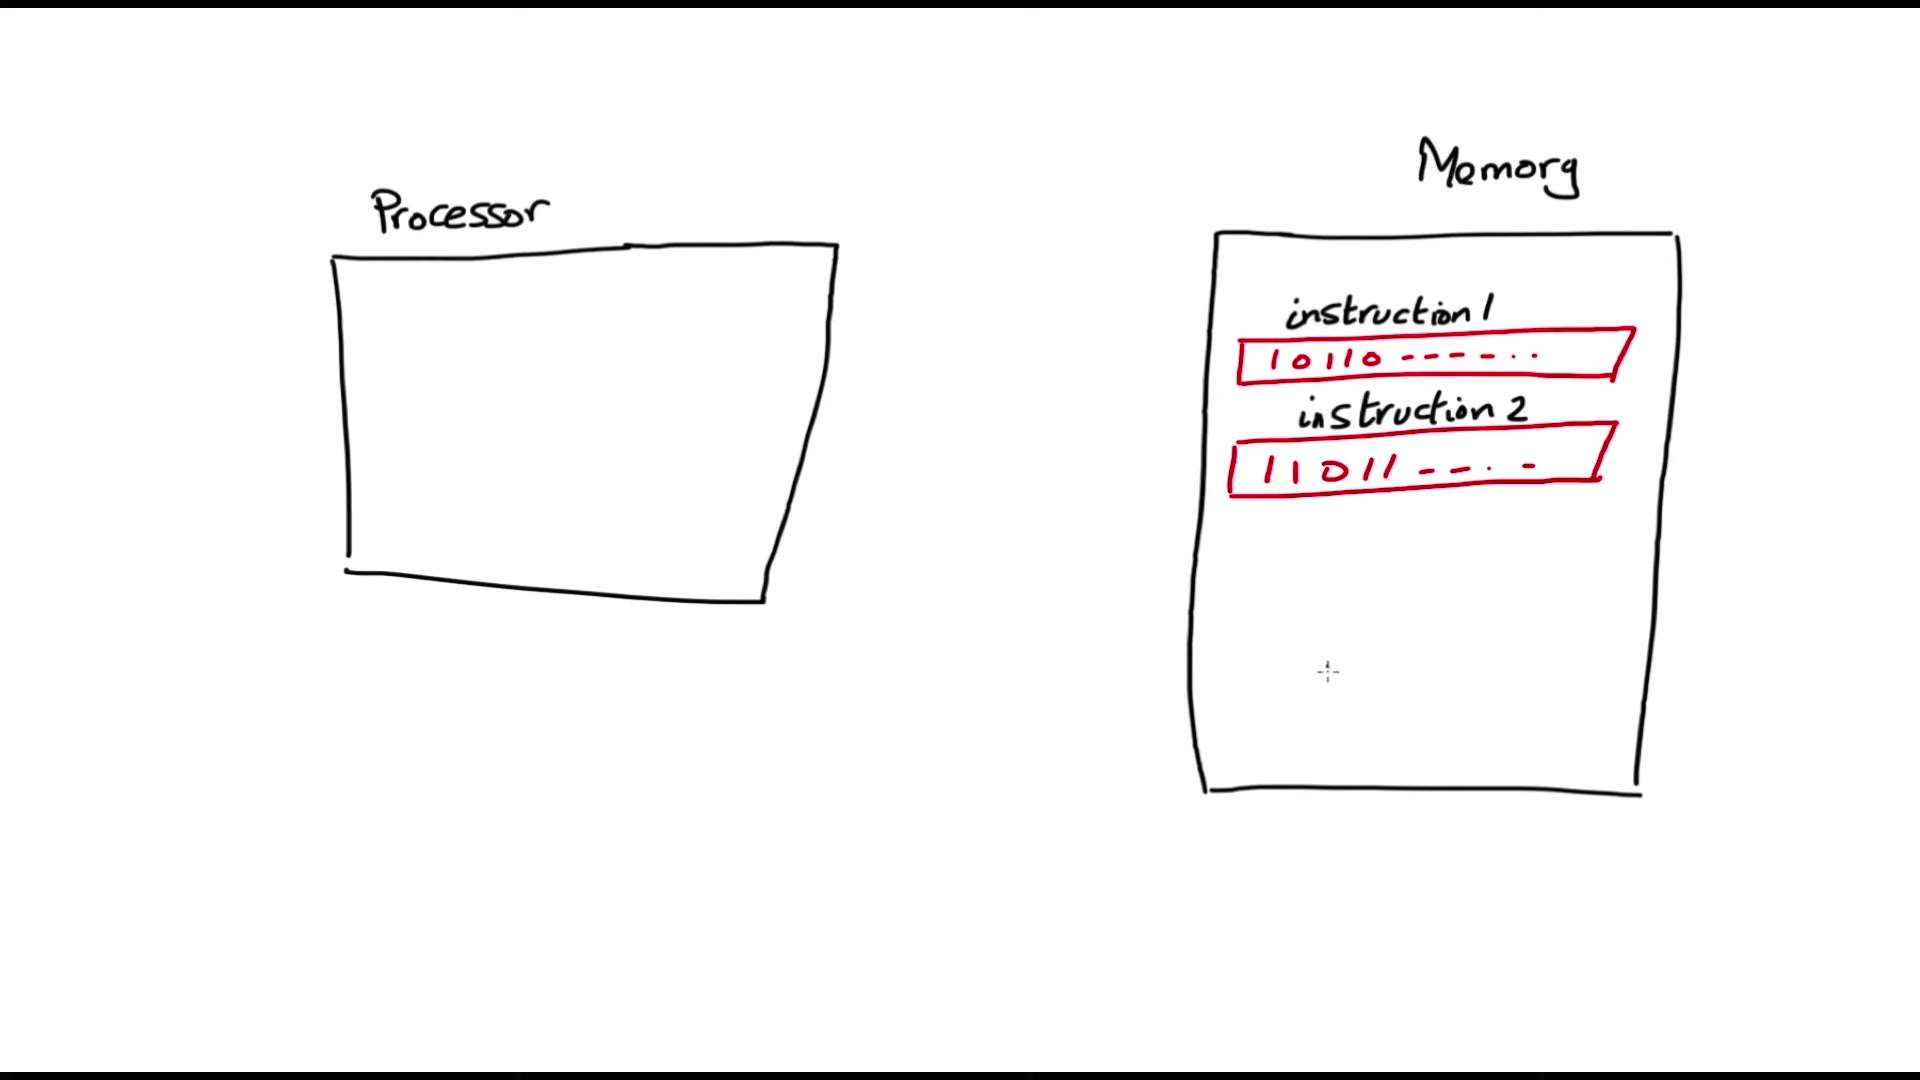 Processor
Memory
instruction 1
10110 - - - - - . .
instruction 2
11011 - - . -